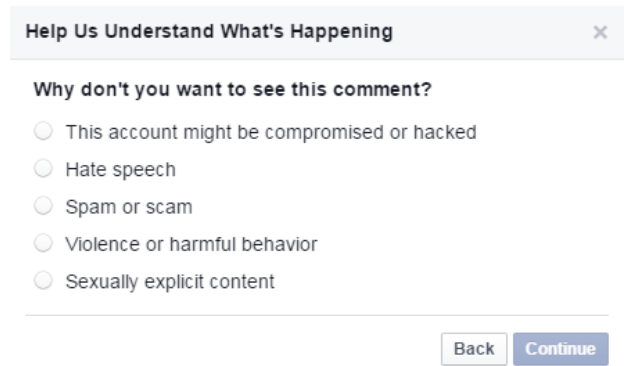 Help Us Understand What's Happening
Why don't you want to see this comment?
This account might be compromised or hacked
Hate speech
Spam or scam
Violence or harmful behavior
Sexually explicit content
Back Continue